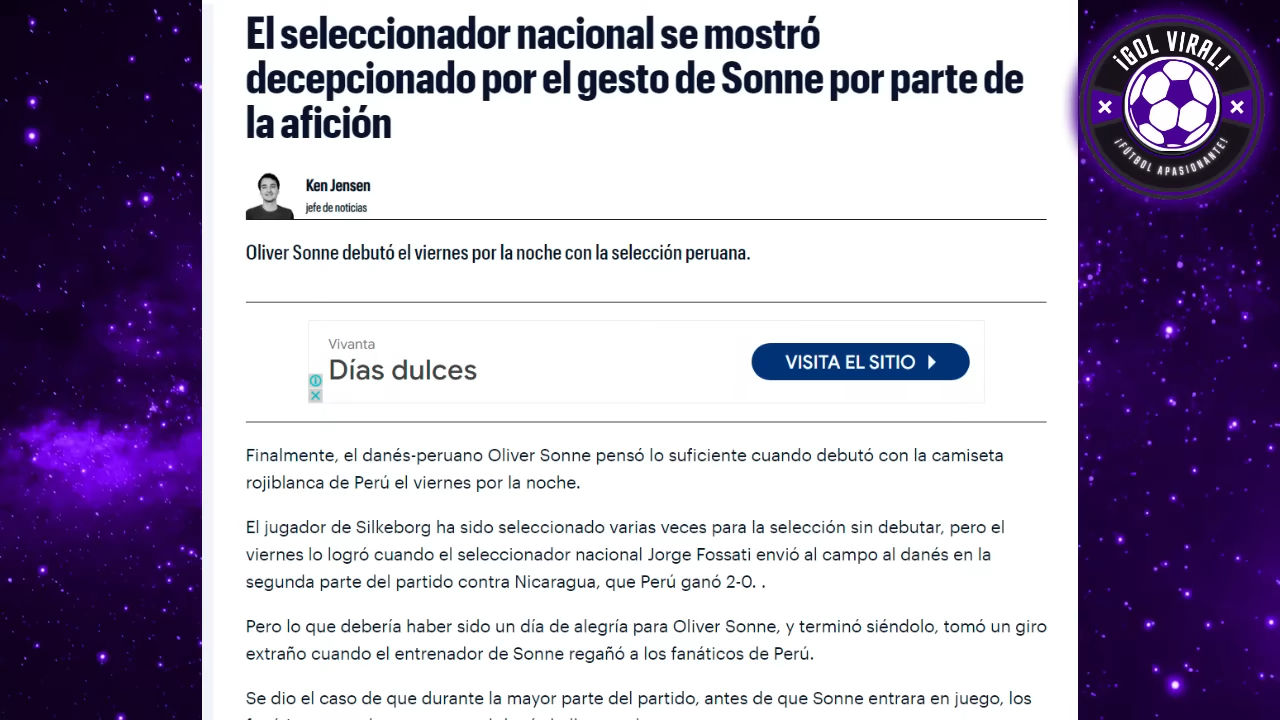 El seleccionador nacional se mostró
decepcionado por el gesto de Sonne por parte de
la afición
¡GOL VIRAL!
¡FÚTBOL APASIONANTE!
Ken Jensen
jefe de noticias
Oliver Sonne debutó el viernes por la noche con la selección peruana.
Vivanta
Días dulces
VISITA EL SITIO
Finalmente, el danés-peruano Oliver Sonne pensó lo suficiente cuando debutó con la camiseta
rojiblanca de Perú el viernes por la noche.
El jugador de Silkeborg ha sido seleccionado varias veces para la selección sin debutar, pero el
viernes lo logró cuando el seleccionador nacional Jorge Fossati envió al campo al danés en la
segunda parte del partido contra Nicaragua, que Perú ganó 2-0. .
Pero lo que debería haber sido un día de alegría para Oliver Sonne, y terminó siéndolo, tomó un giro
extraño cuando el entrenador de Sonne regañó a los fanáticos de Perú.
Se dio el caso de que durante la mayor parte del partido, antes de que Sonne entrara en juego, los